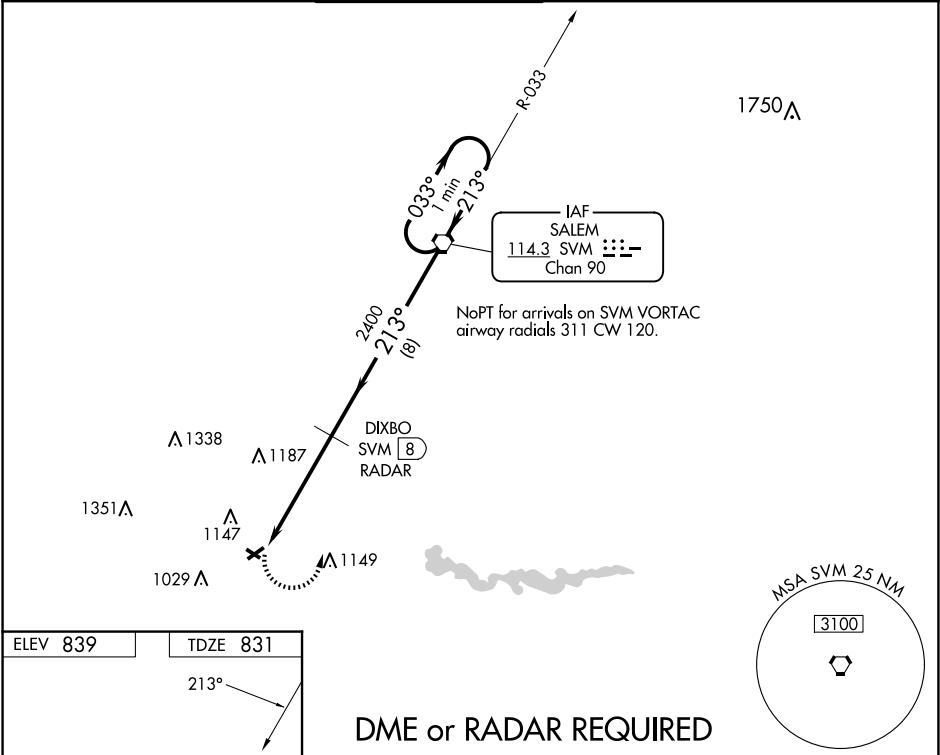 R-033
1750
033°
1 min
213°
IAF
SALEM
114.3 SVM
Chan 90
NoPT for arrivals on SVM VORTAC
airway radials 311 CW 120.
2400
213°
(8)
DIXBO
SVM 8
RADAR
1338
1187
1351
1147
1149
1029
MSA SVM 25 NM
3100
ELEV 839
TDZE 831
213°
DME or RADAR REQUIRED